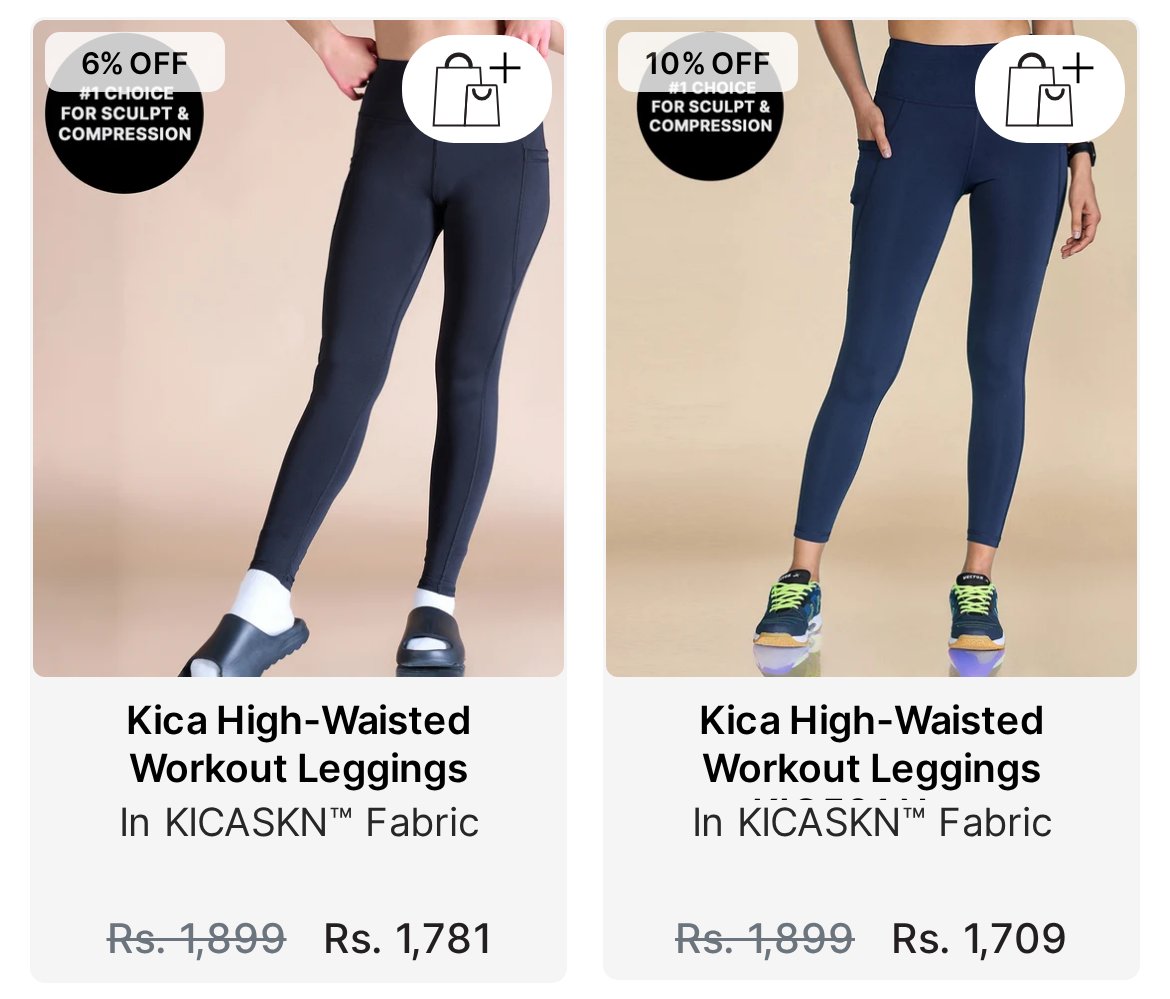 6% OFF
#1 CHOICE
FOR SCULPT &
COMPRESSION
Kica High-Waisted
Workout Leggings
In KICASKN™ Fabric
Rs. 1,899 Rs. 1,781
10% OFF
#1 CHOICE
FOR SCULPT &
COMPRESSION
Kica High-Waisted
Workout Leggings
In KICASKN™ Fabric
Rs. 1,899 Rs. 1,709